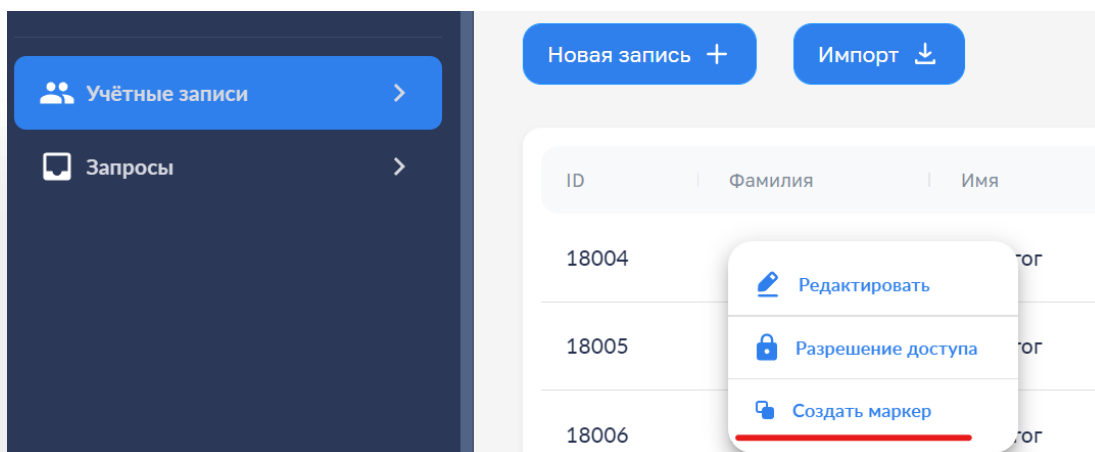 Новая запись
Импорт
Учётные записи
Запросы
ID
Фамилия
Имя
18004
Редактировать
18005
Разрешение доступа
Создать маркер
18006